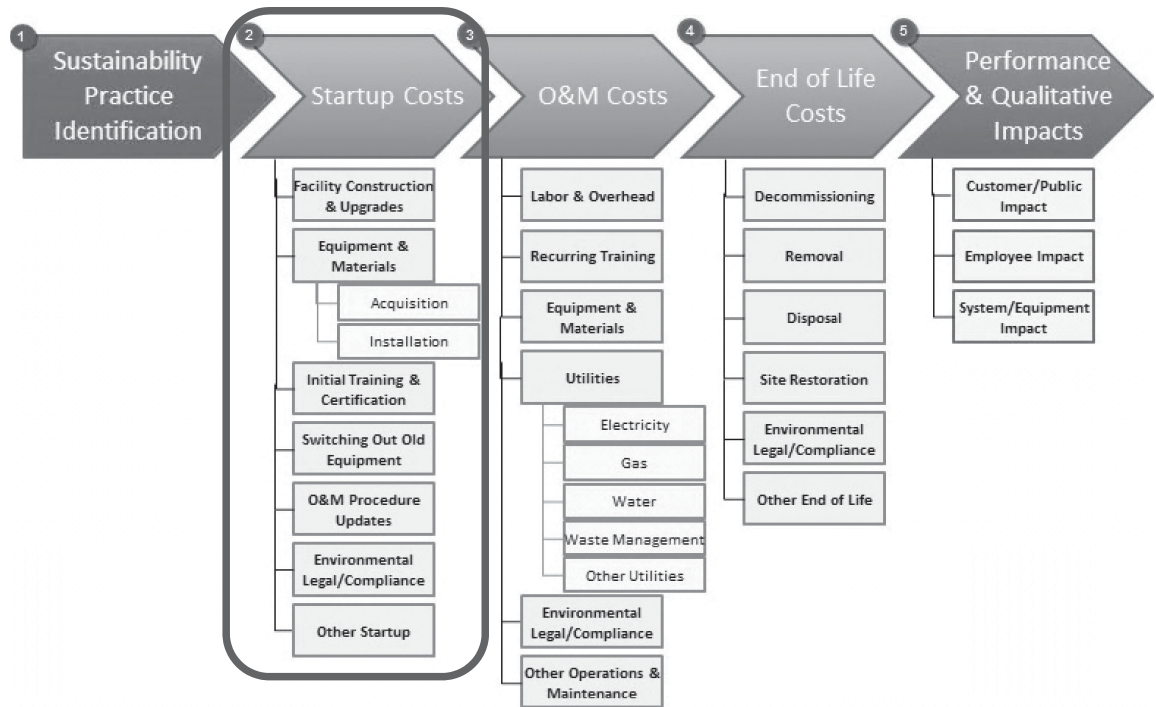 1
Sustainability
Practice
Identification
2
Startup Costs
Facility Construction
& Upgrades
Equipment &
Materials
Acquisition
Installation
Initial Training &
Certification
Switching Out Old
Equipment
O&M Procedure
Updates
Environmental
Legal/Compliance
Other Startup
3
O&M Costs
Labor & Overhead
Recurring Training
Equipment &
Materials
Utilities
Electricity
Gas
Water
Waste Management
Other Utilities
Environmental
Legal/Compliance
Other Operations &
Maintenance
4
End of Life
Costs
Decommissioning
Removal
Disposal
Site Restoration
Environmental
Legal/Compliance
Other End of Life
5
Performance
& Qualitative
Impacts
Customer/Public
Impact
Employee Impact
System/Equipment
Impact